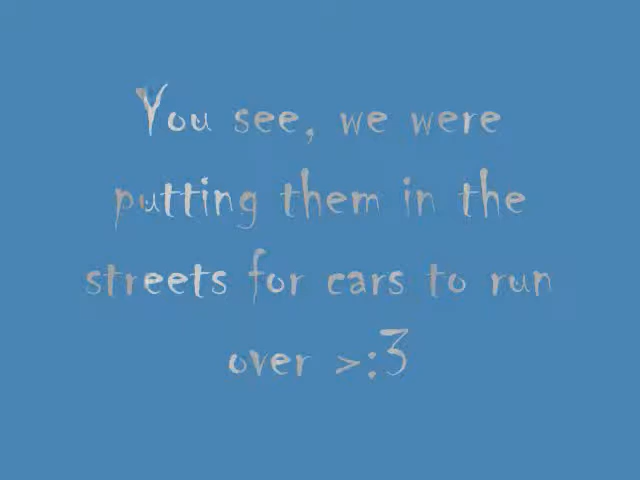 You see, we were
putting them in the
streets for cars to run
over >:3